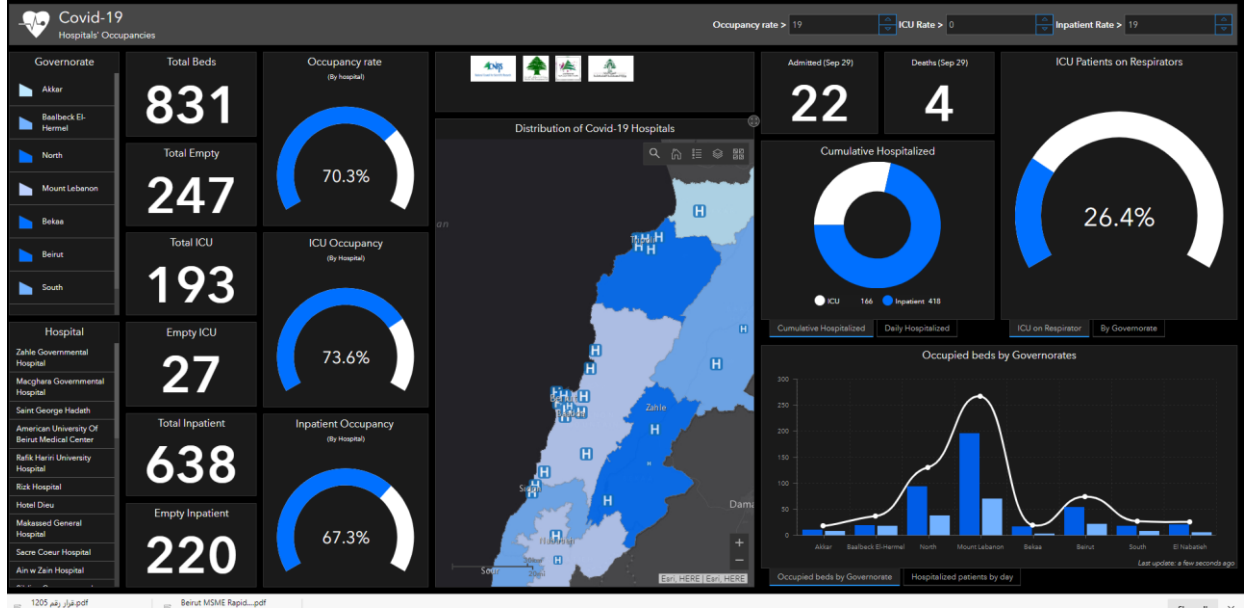 Covid-19
Hospitals' Occupancies
Occupancy rate > 19
ICU Rate > 0
Inpatient Rate > 19
Governorate
Akkar
Baalbeck El-
Hermel
North
Mount Lebanon
Bekaa
Beirut
South
Hospital
Zahle Governmental
Hospital
Macghara Governmental
Hospital
Saint George Hadath
American University Of
Beirut Medical Center
Rafik Hariri University
Hospital
Rizk Hospital
Hotel Dieu
Makassed General
Hospital
Sacre Coeur Hospital
Ain w Zain Hospital
Total Beds
831
Total Empty
247
Total ICU
193
Empty ICU
27
Total Inpatient
638
Empty Inpatient
220
Occupancy rate
(By hospital)
70.3%
ICU Occupancy
(By Hospital)
73.6%
Inpatient Occupancy
(By Hospital)
67.3%
Distribution of Covid-19 Hospitals
Zahle
Dama
Esri, HERE | Esri, HERE
Admitted (Sep 29)
22
Deaths (Sep 29)
4
Cumulative Hospitalized
ICU 166
Inpatient 418
Cumulative Hospitalized
Daily Hospitalized
ICU Patients on Respirators
26.4%
ICU on Respirator
By Governorate
Occupied beds by Governorates
300
250
200
150
100
50
0
Akkar
Baalbeck El-Hermel
North
Mount Lebanon
Bekaa
Beirut
South
El Nabatieh
Last update: a few seconds ago
Occupied beds by Governorate
Hospitalized patients by day
قرار رقم 1205.pdf
Beirut MSME Rapid....pdf